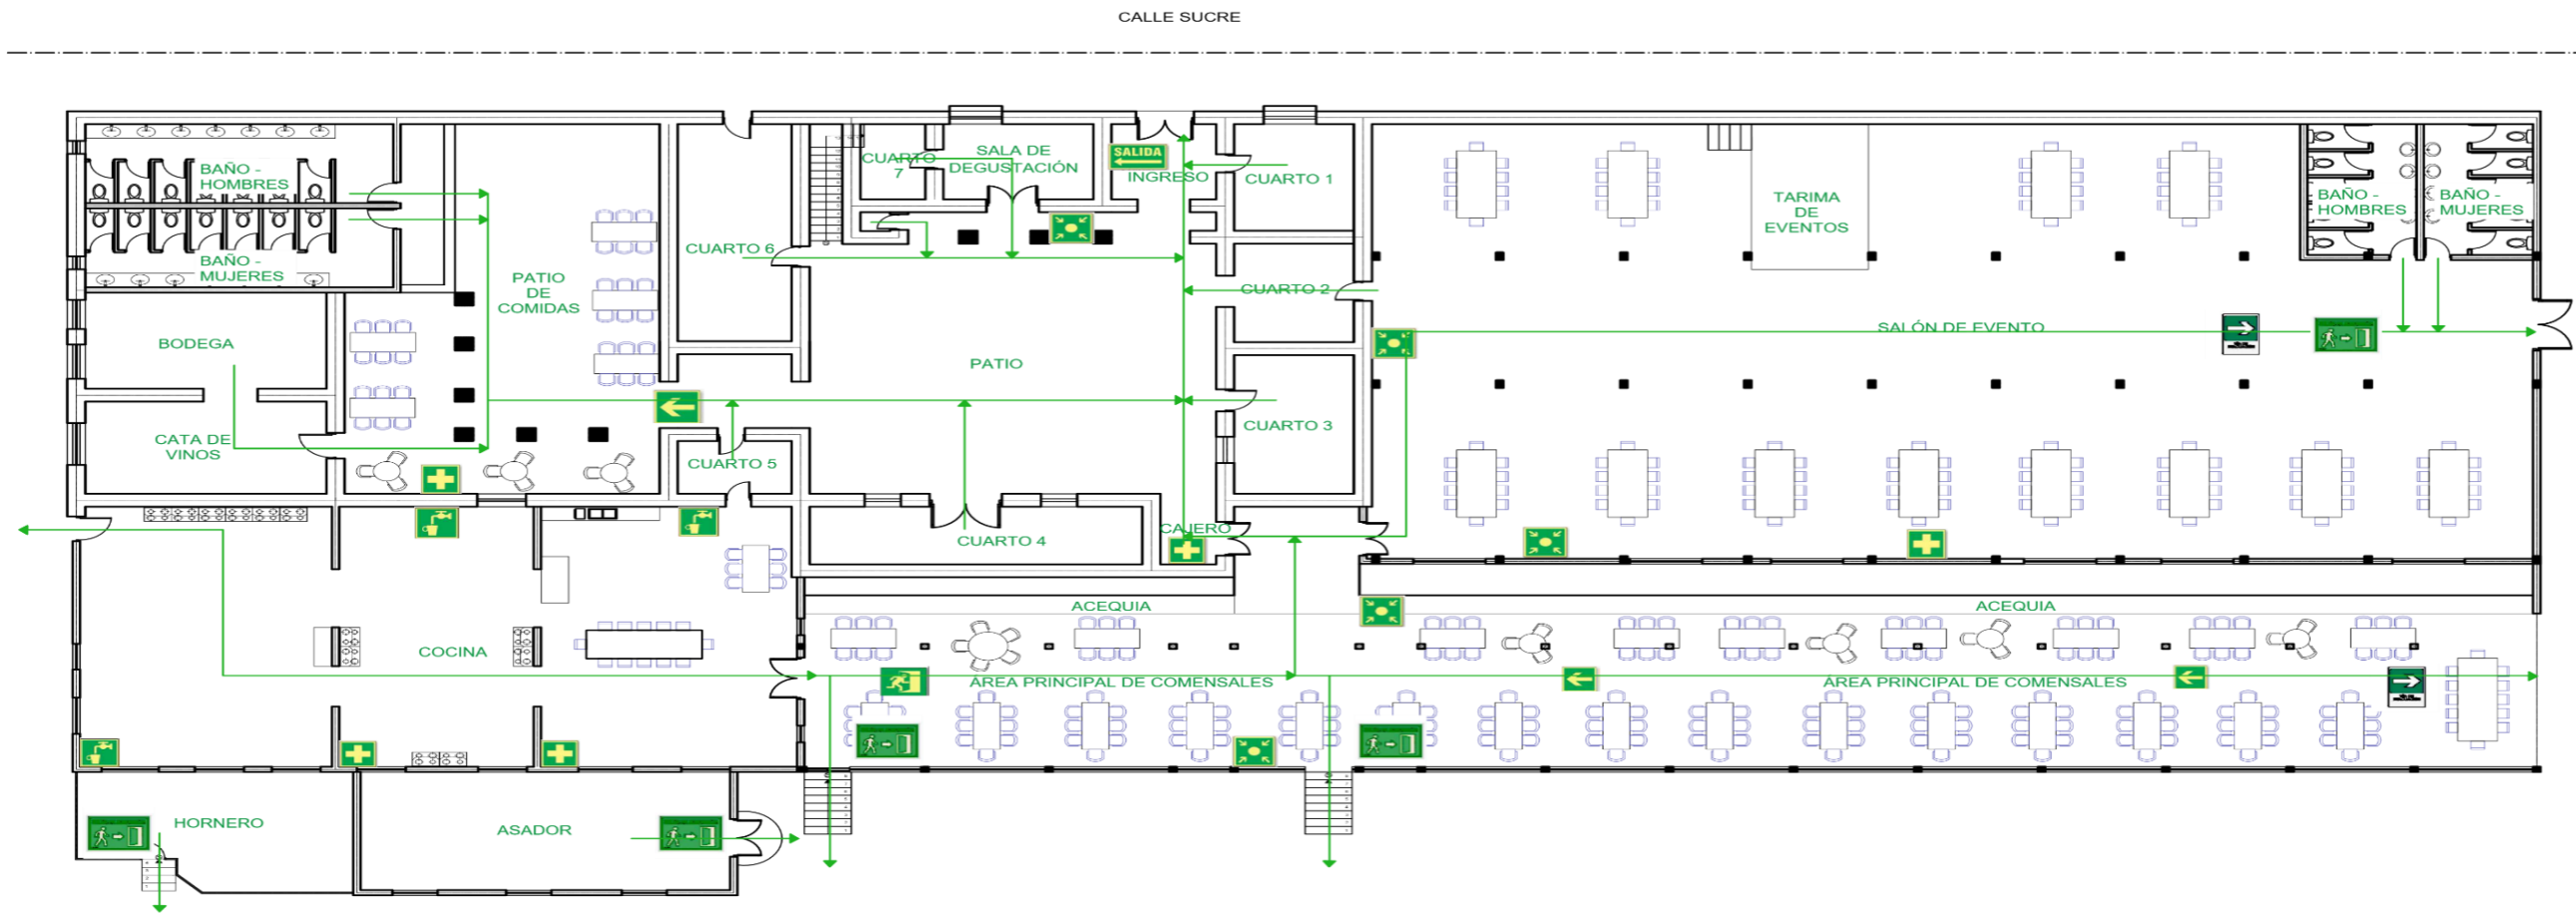 CALLE SUCRE
BAÑO -
HOMBRES
BAÑO -
MUJERES
BODEGA
CATA DE
VINOS
PATIO
DE
COMIDAS
CUARTO 6
CUARTO
7
SALA DE
DEGUSTACIÓN
SALIDA
INGRESO
CUARTO 1
CUARTO 2
PATIO
CUARTO 3
CUARTO 5
CUARTO 4
CAJERO
TARIMA
DE
EVENTOS
SALÓN DE EVENTO
BAÑO -
HOMBRES
BAÑO -
MUJERES
COCINA
ACEQUIA
ACEQUIA
ÁREA PRINCIPAL DE COMENSALES
ÁREA PRINCIPAL DE COMENSALES
HORNERO
ASADOR